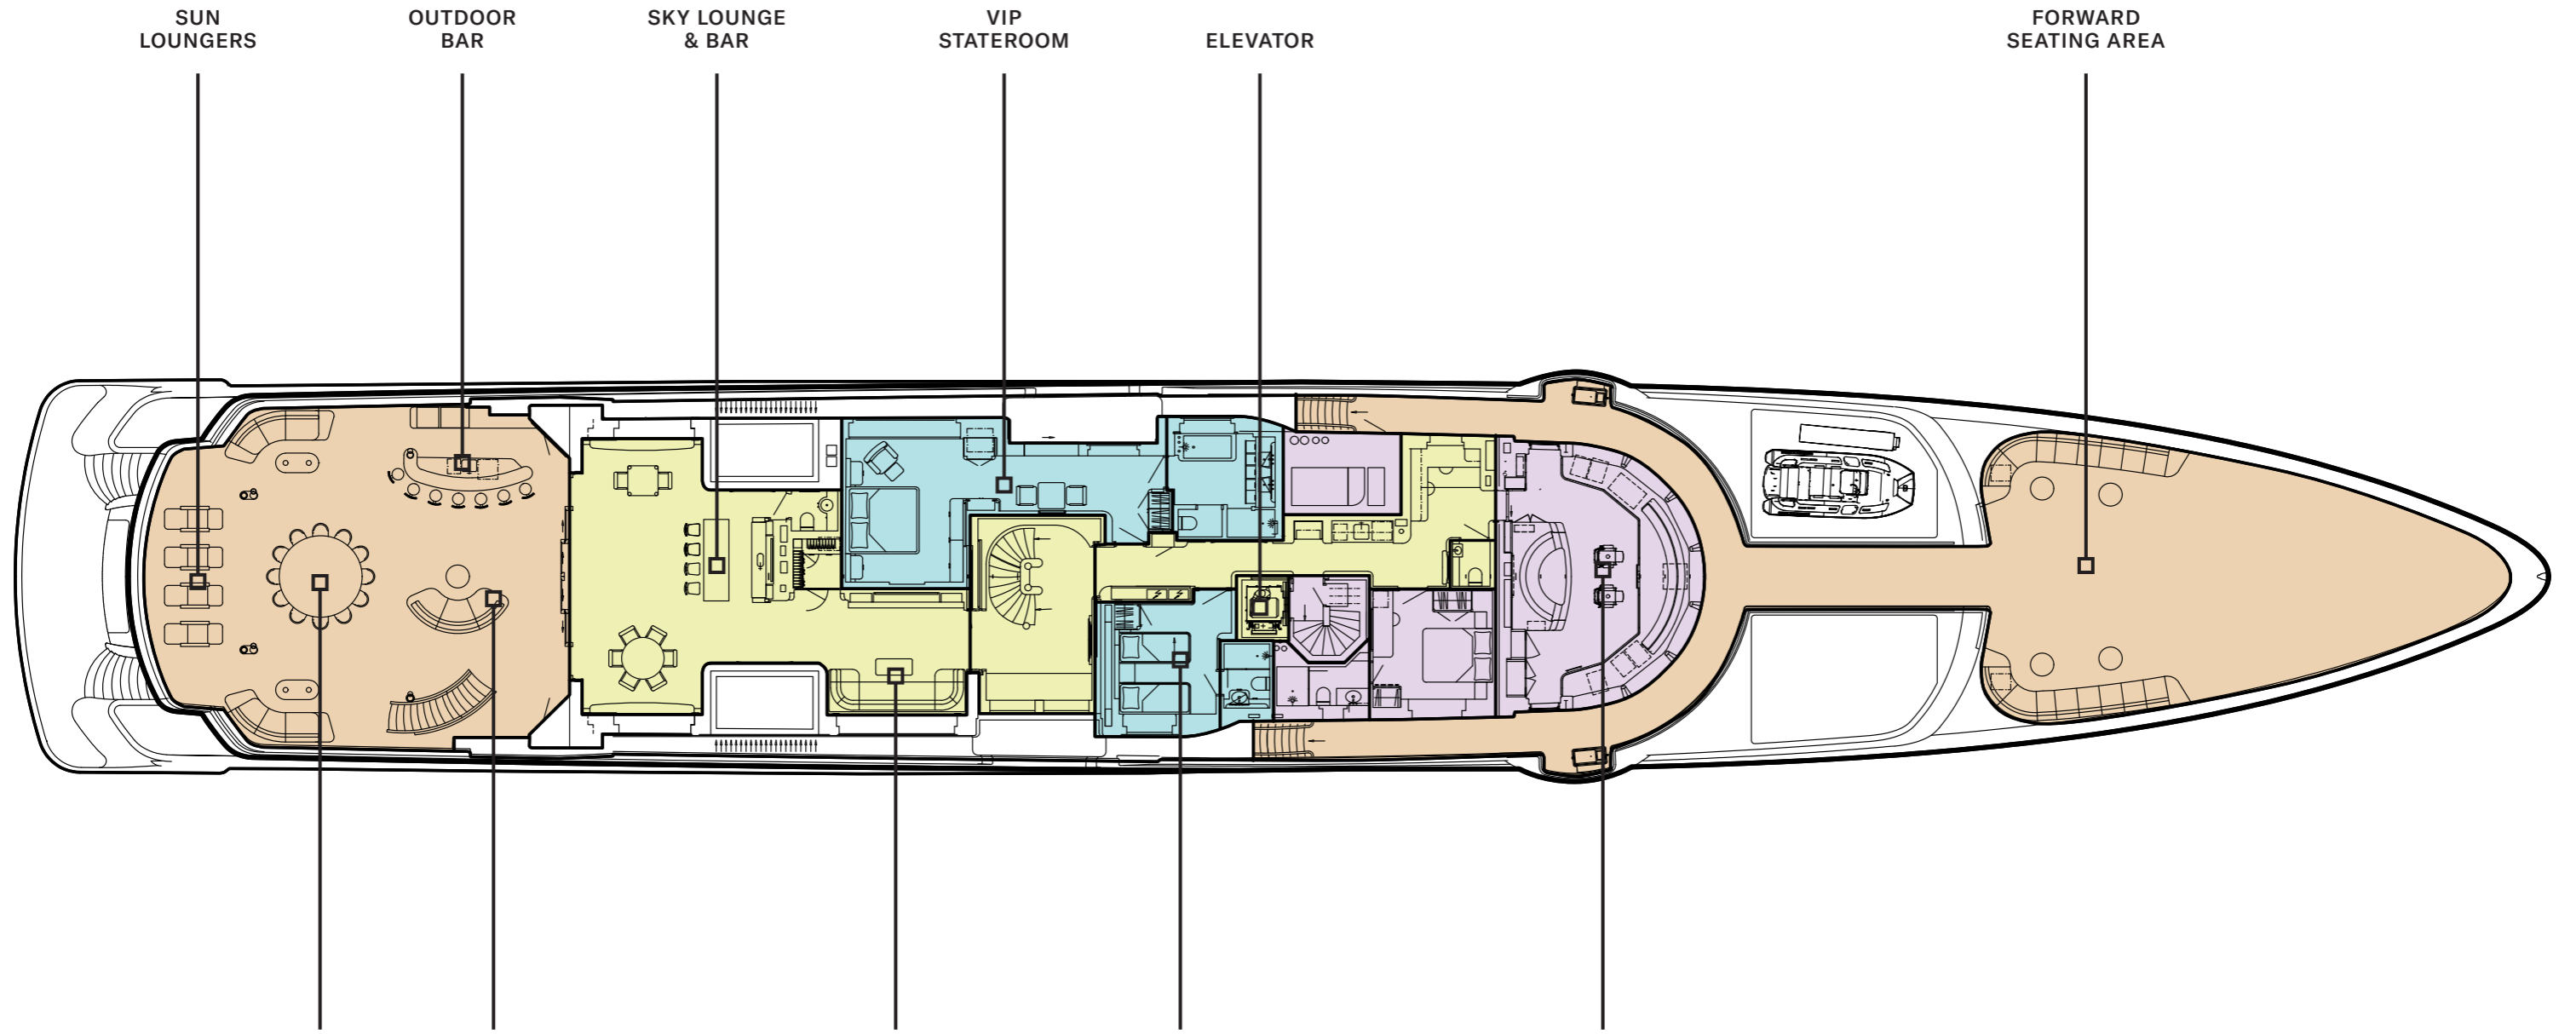 SUN
LOUNGERS
OUTDOOR
BAR
SKY LOUNGE
& BAR
VIP
STATEROOM
ELEVATOR
FORWARD
SEATING AREA